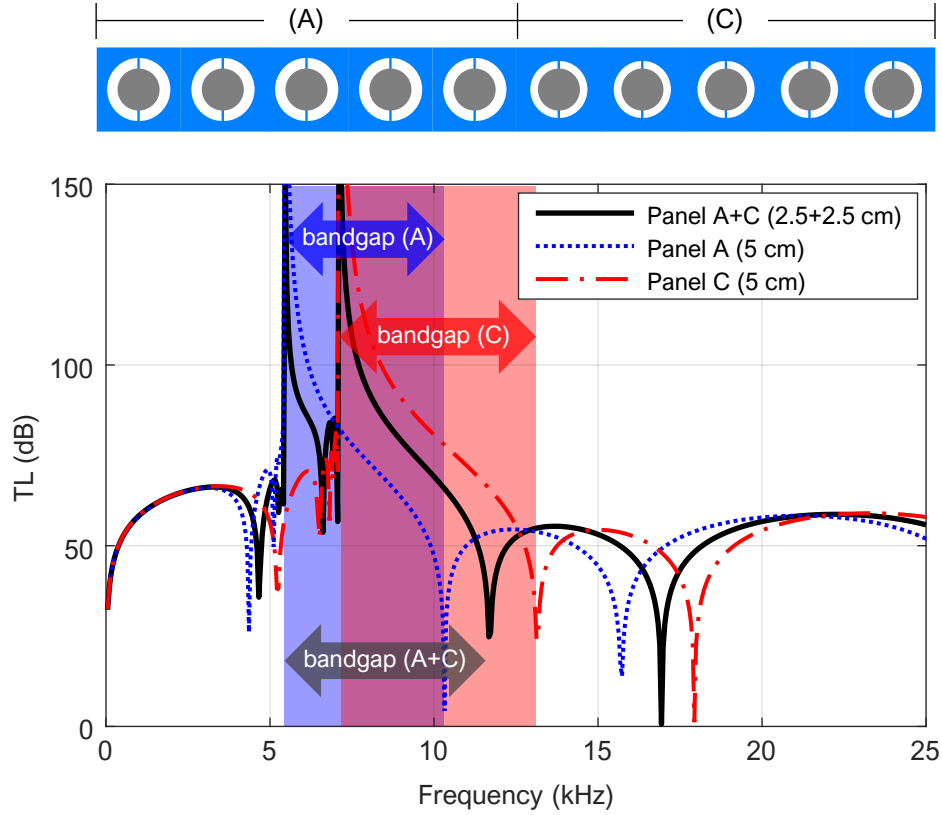 (A) (C)
150
100
50
0
TL (dB)
Panel A+C (2.5+2.5 cm)
Panel A (5 cm)
Panel C (5 cm)
bandgap (A)
bandgap (C)
bandgap (A+C)
0 5 10 15 20 25
Frequency (kHz)